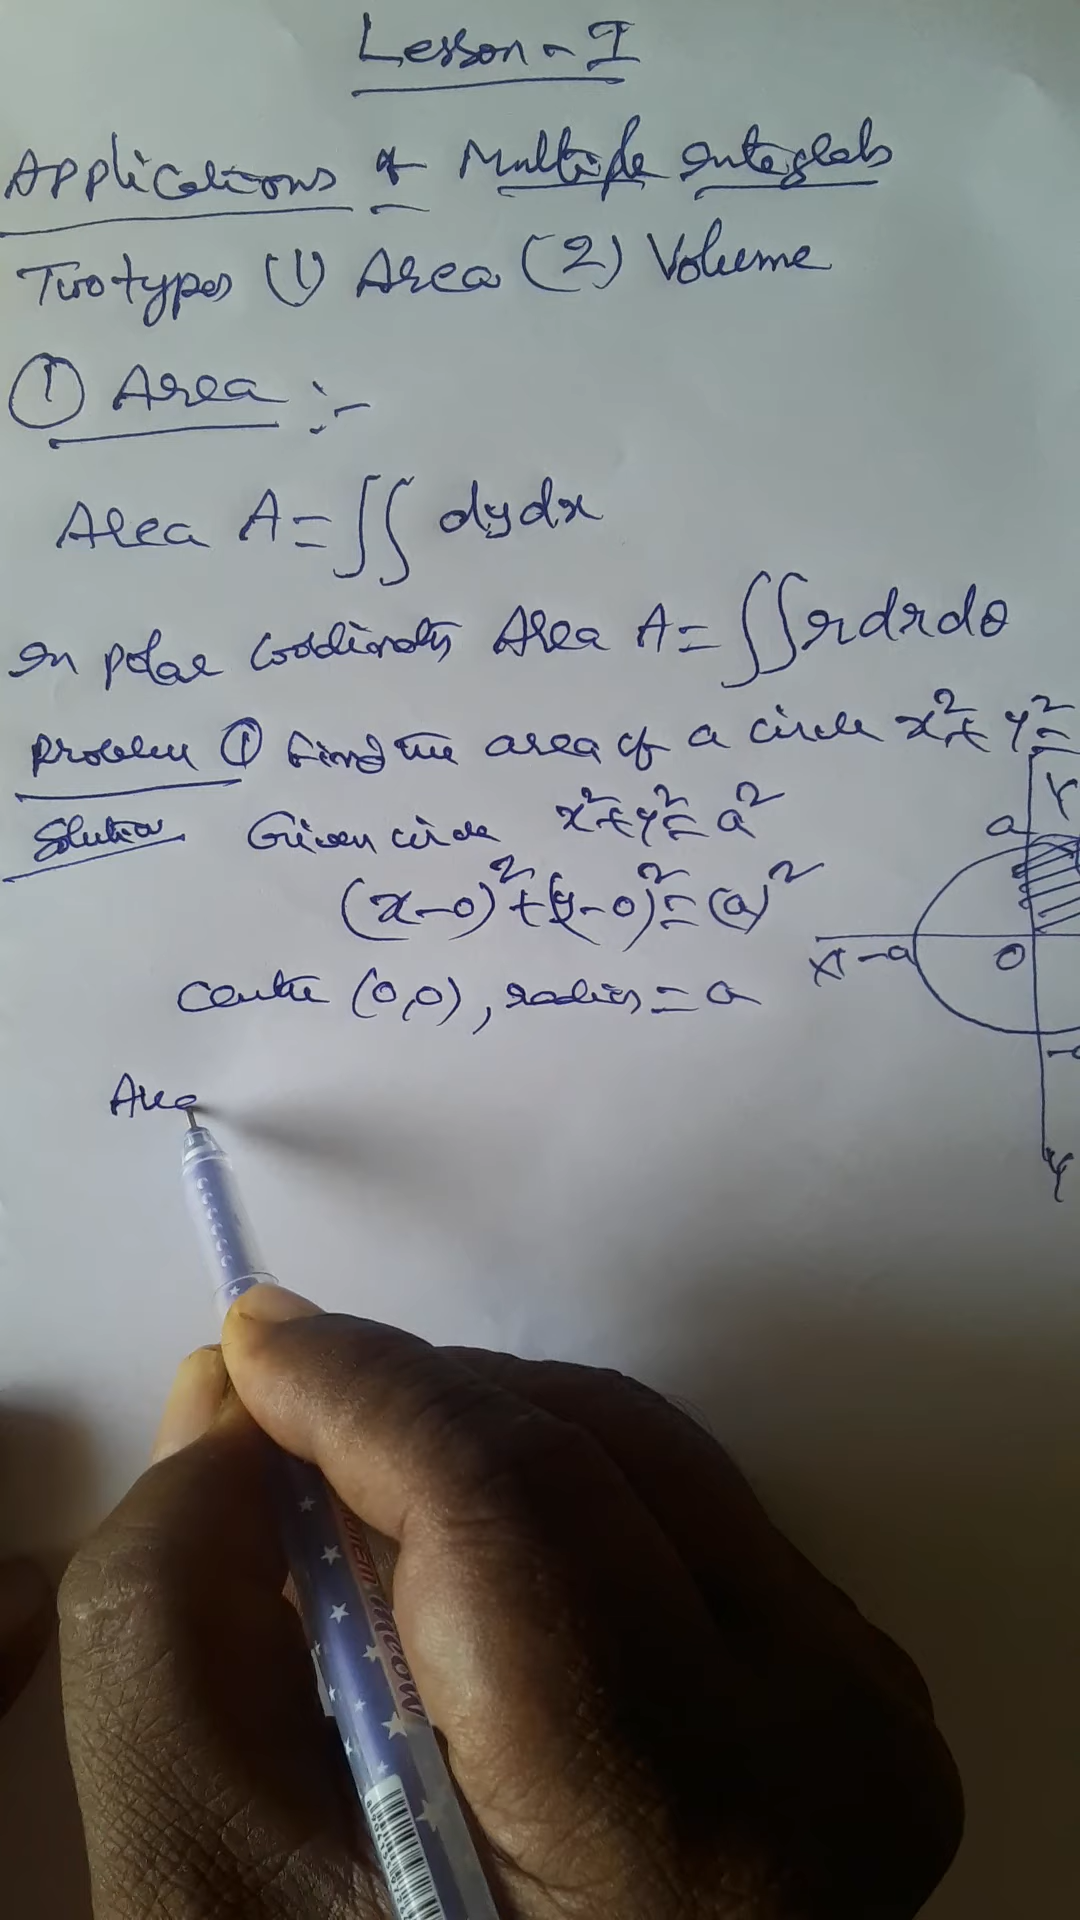 Lesson - I
Applications of Multiple integrals
Two types (1) Area (2) Volume
① Area :-
Area A = ∫∫ dydx
In polar coordinates Area A = ∫∫ r dr dθ
Problem ① Find the area of a circle x² + y² =
Solution Given circle x² + y² = a²
(x-0)² + (y-0)² = (a)²
Centre (0,0), radius = a
Area
Y
a
X' -a O
-a
Y'